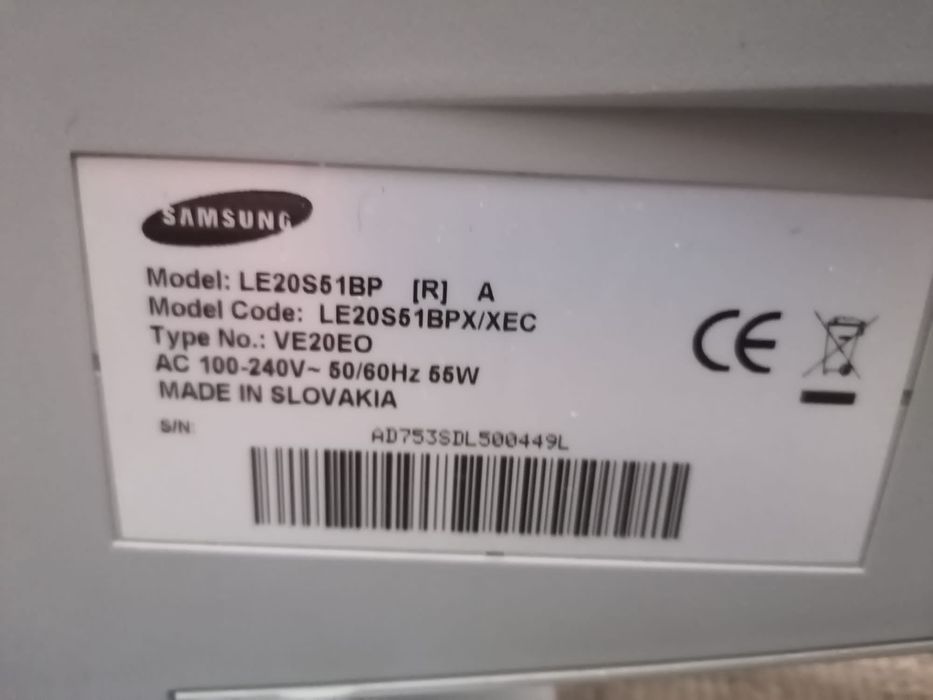 SAMSUNG
Model: LE20S51BP [R] A
Model Code: LE20S51BPX/XEC
Type No.: VE20EO
AC 100-240V~ 50/60Hz 55W
MADE IN SLOVAKIA
CE
S/N:
AD753SDL500449L